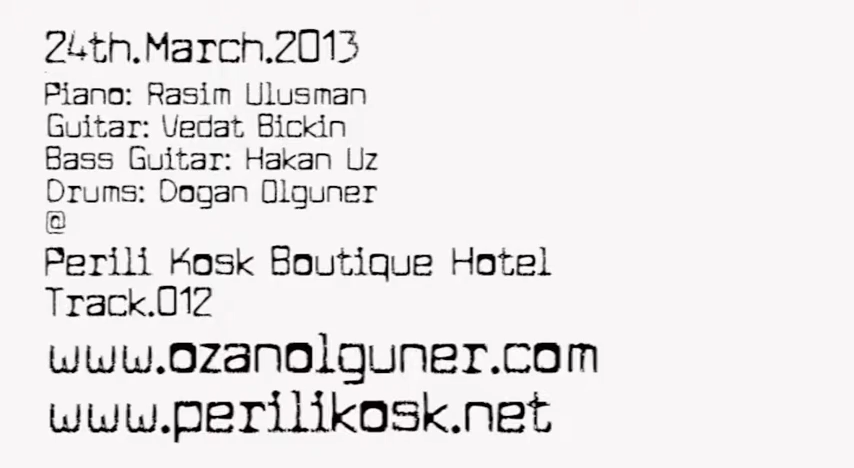 24th.March.2013
Piano: Rasim Ulusman
Guitar: Vedat Bickin
Bass Guitar: Hakan Uz
Drums: Dogan Olguner
@
Perili Kosk Boutique Hotel
Track.012
www.ozanolguner.com
www.perilikosk.net